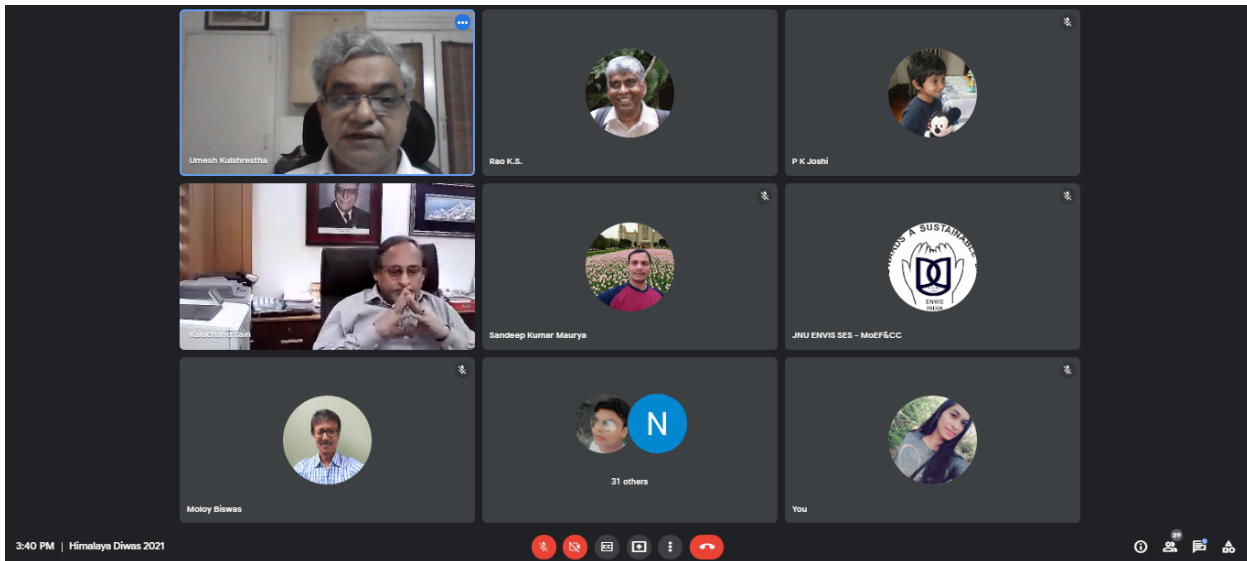 Umesh Kulshrestha
Rao K.S.
P K Joshi
Kalachand Sain
Sandeep Kumar Maurya
A SUSTAINABLE
ENVIS
INDIA
JNU ENVIS SES - MoEF&CC
Moloy Biswas
N
31 others
You
3:40 PM | Himalaya Diwas 2021
CC
39